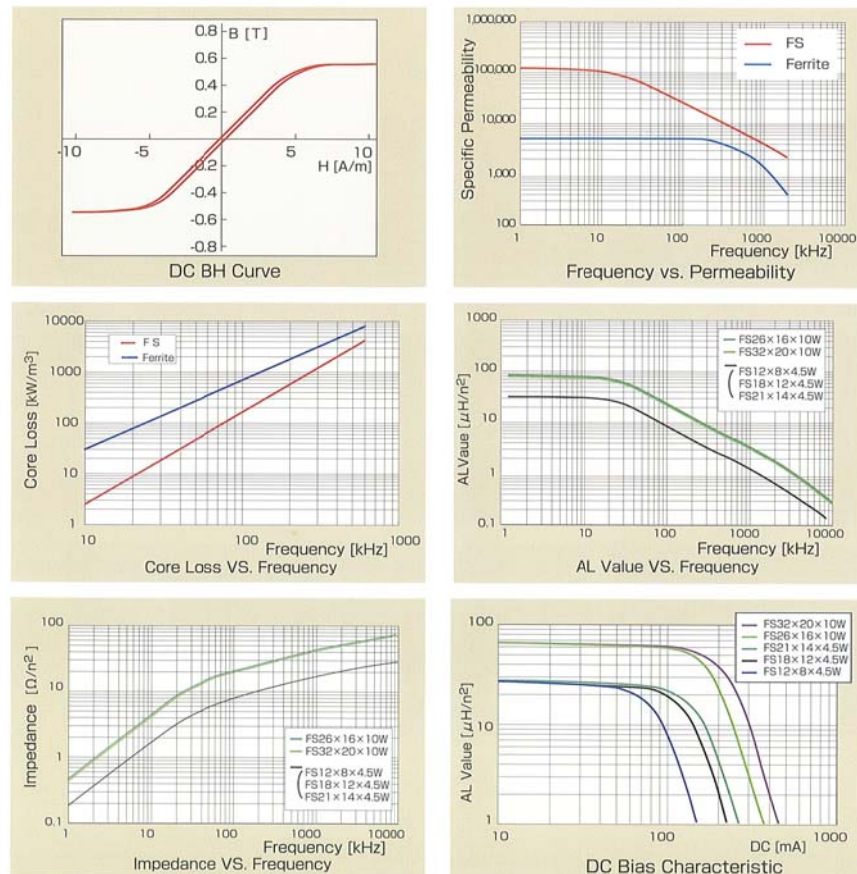 0.8
B [T]
0.6
0.4
0.2
-10
-5
5
10
H [A/m]
-0.2
-0.4
-0.6
-0.8
DC BH Curve
1,000,000
100,000
10,000
1,000
100
Specific Permeability
FS
Ferrite
1
10
100
1000
10000
Frequency [kHz]
Frequency vs. Permeability
10000
1000
100
10
1
Core Loss [kW/m³]
F S
Ferrite
10
100
1000
Frequency [kHz]
Core Loss VS. Frequency
1000
100
10
1
0.1
ALVaue [μH/n²]
FS26×16×10W
FS32×20×10W
FS12×8×4.5W
FS18×12×4.5W
FS21×14×4.5W
1
10
100
1000
10000
Frequency [kHz]
AL Value VS. Frequency
100
10
1
0.1
Impedance [Ω/n²]
FS26×16×10W
FS32×20×10W
FS12×8×4.5W
FS18×12×4.5W
FS21×14×4.5W
1
10
100
1000
10000
Frequency [kHz]
Impedance VS. Frequency
100
10
1
AL Value [μH/n²]
FS32×20×10W
FS26×16×10W
FS21×14×4.5W
FS18×12×4.5W
FS12×8×4.5W
10
100
1000
DC [mA]
DC Bias Characteristic